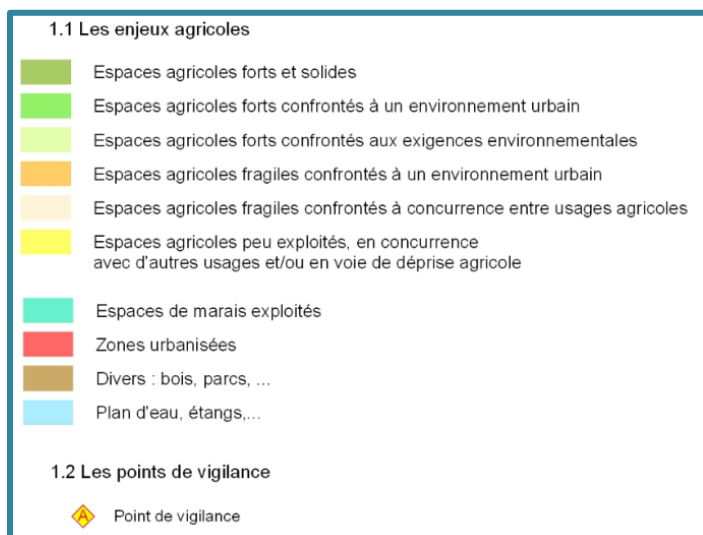 1.1 Les enjeux agricoles
Espaces agricoles forts et solides
Espaces agricoles forts confrontés à un environnement urbain
Espaces agricoles forts confrontés aux exigences environnementales
Espaces agricoles fragiles confrontés à un environnement urbain
Espaces agricoles fragiles confrontés à concurrence entre usages agricoles
Espaces agricoles peu exploités, en concurrence
avec d'autres usages et/ou en voie de déprise agricole
Espaces de marais exploités
Zones urbanisées
Divers : bois, parcs, ...
Plan d'eau, étangs,...
1.2 Les points de vigilance
A Point de vigilance